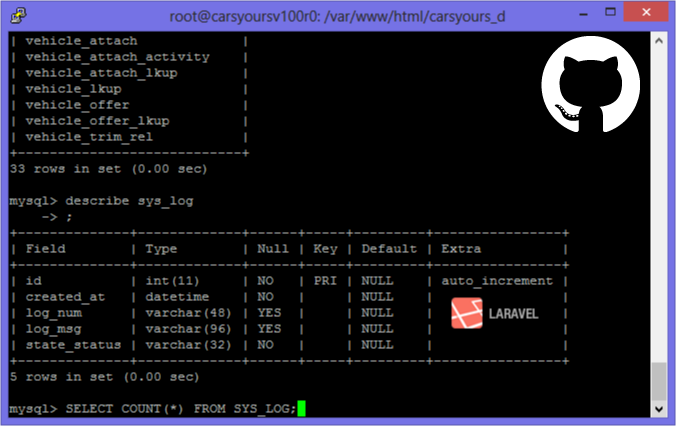 root@carsyoursv100r0: /var/www/html/carsyours_d
| vehicle_attach              |
| vehicle_attach_activity     |
| vehicle_attach_lkup         |
| vehicle_lkup                |
| vehicle_offer               |
| vehicle_offer_lkup          |
| vehicle_trim_rel            |
+-----------------------------+
33 rows in set (0.00 sec)
mysql> describe sys_log
    -> ;
+--------------+-------------+------+-----+---------+----------------+
| Field        | Type        | Null | Key | Default | Extra          |
+--------------+-------------+------+-----+---------+----------------+
| id           | int(11)     | NO   | PRI | NULL    | auto_increment |
| created_at   | datetime    | NO   |     | NULL    |                |
| log_num      | varchar(48) | YES  |     | NULL    | LARAVEL |
| log_msg      | varchar(96) | YES  |     | NULL    |                |
| state_status | varchar(32) | NO   |     | NULL    |                |
+--------------+-------------+------+-----+---------+----------------+
5 rows in set (0.00 sec)
mysql> SELECT COUNT(*) FROM SYS_LOG;